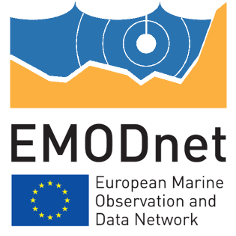 EMODnet
European Marine
Observation and
Data Network